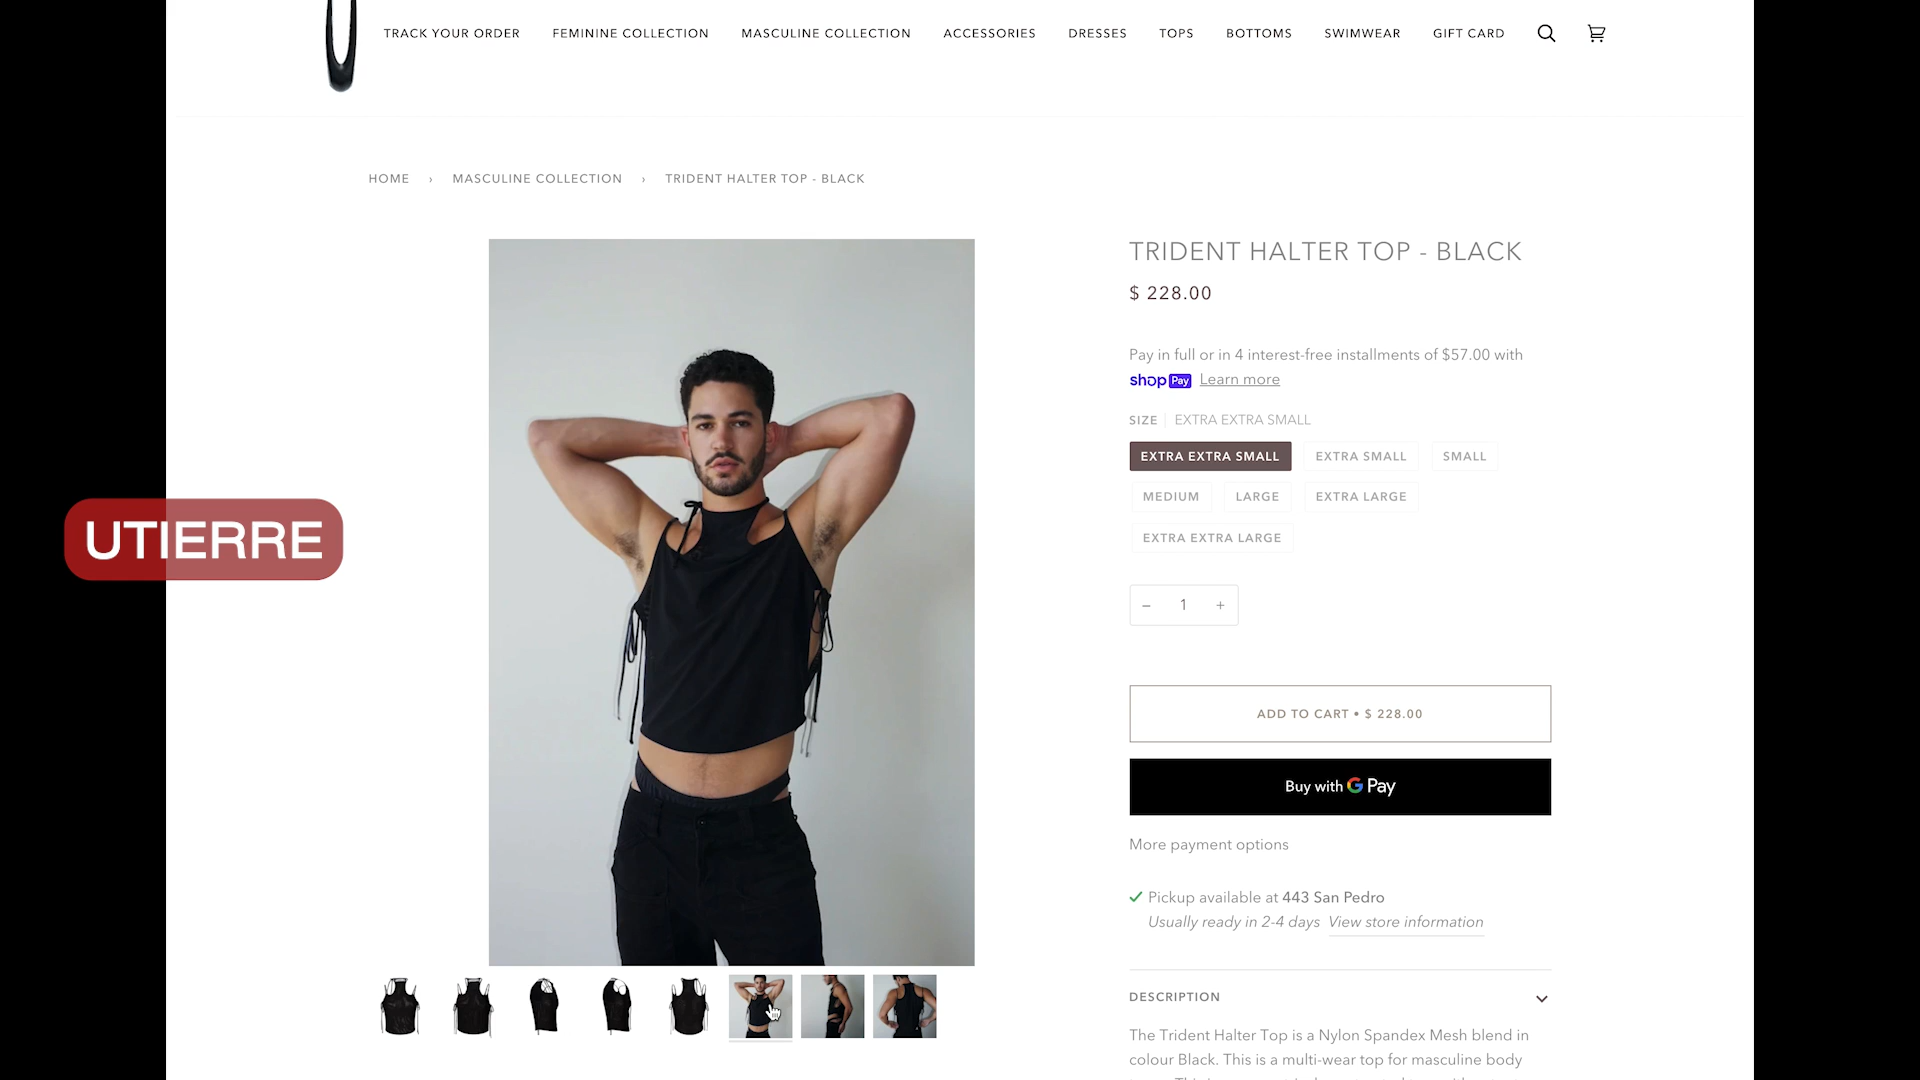 TRACK YOUR ORDER FEMININE COLLECTION MASCULINE COLLECTION ACCESSORIES DRESSES TOPS BOTTOMS SWIMWEAR GIFT CARD
HOME › MASCULINE COLLECTION › TRIDENT HALTER TOP - BLACK
TRIDENT HALTER TOP - BLACK
$ 228.00
Pay in full or in 4 interest-free installments of $57.00 with
shop Pay Learn more
SIZE EXTRA EXTRA SMALL
EXTRA EXTRA SMALL EXTRA SMALL SMALL
MEDIUM LARGE EXTRA LARGE
EXTRA EXTRA LARGE
− 1 +
ADD TO CART • $ 228.00
Buy with G Pay
More payment options
Pickup available at 443 San Pedro
Usually ready in 2-4 days View store information
DESCRIPTION
The Trident Halter Top is a Nylon Spandex Mesh blend in
colour Black. This is a multi-wear top for masculine body
UTIERRE